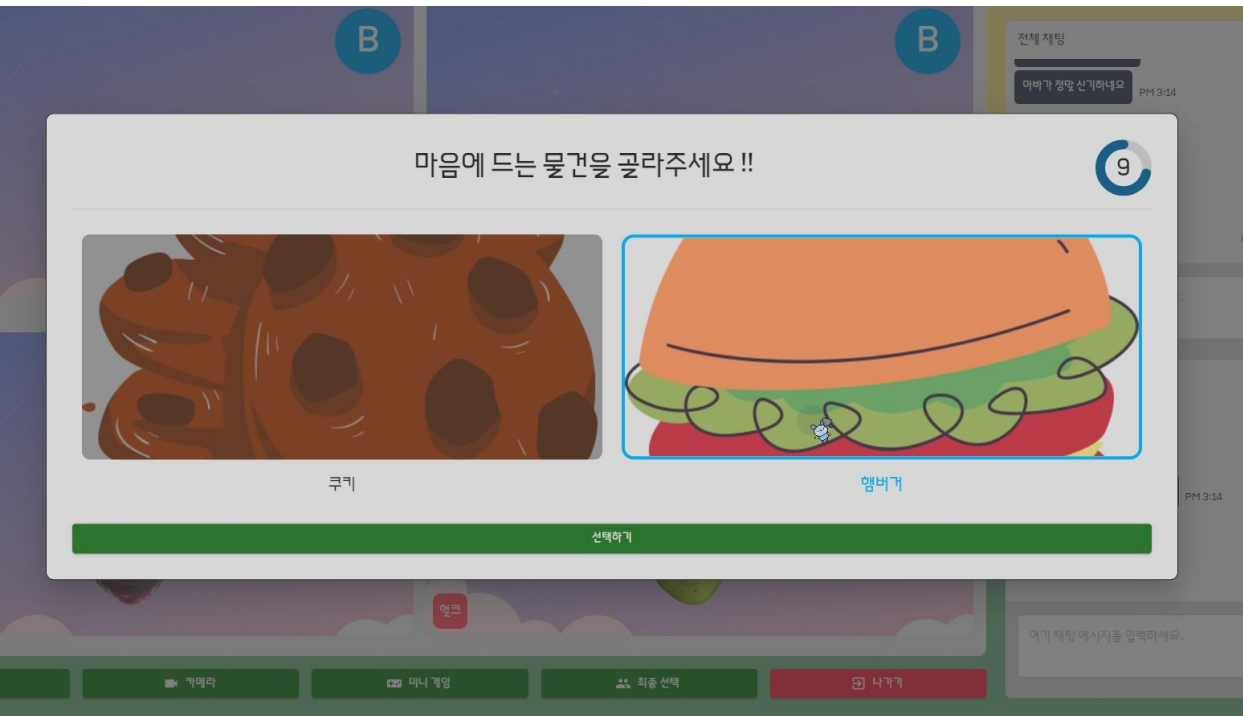 B
B
전체 채팅
아바가 정말 신기하네요
PM 3:14
마음에 드는 물건을 골라주세요 !!
9
쿠키
햄버거
선택하기
PM 3:14
헐크
여기 채팅 메시지를 입력하세요.
카메라
미니 게임
최종 선택
나가기